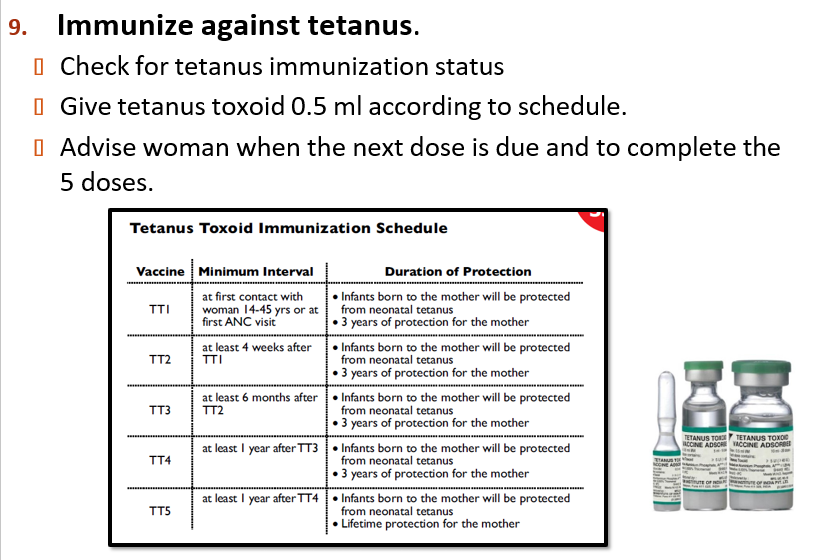 9. Immunize against tetanus.
▯ Check for tetanus immunization status
▯ Give tetanus toxoid 0.5 ml according to schedule.
▯ Advise woman when the next dose is due and to complete the
5 doses.
Tetanus Toxoid Immunization Schedule
Vaccine Minimum Interval Duration of Protection
TT1
at first contact with
woman 14-45 yrs or at
first ANC visit
• Infants born to the mother will be protected
from neonatal tetanus
• 3 years of protection for the mother
TT2
at least 4 weeks after
TT1
• Infants born to the mother will be protected
from neonatal tetanus
• 3 years of protection for the mother
TT3
at least 6 months after
TT2
• Infants born to the mother will be protected
from neonatal tetanus
• 3 years of protection for the mother
TT4
at least 1 year after TT3
• Infants born to the mother will be protected
from neonatal tetanus
• 3 years of protection for the mother
TT5
at least 1 year after TT4
• Infants born to the mother will be protected
from neonatal tetanus
• Lifetime protection for the mother
TETANUS
VACCINE
TETANUS TOXOID
VACCINE ADSORBED